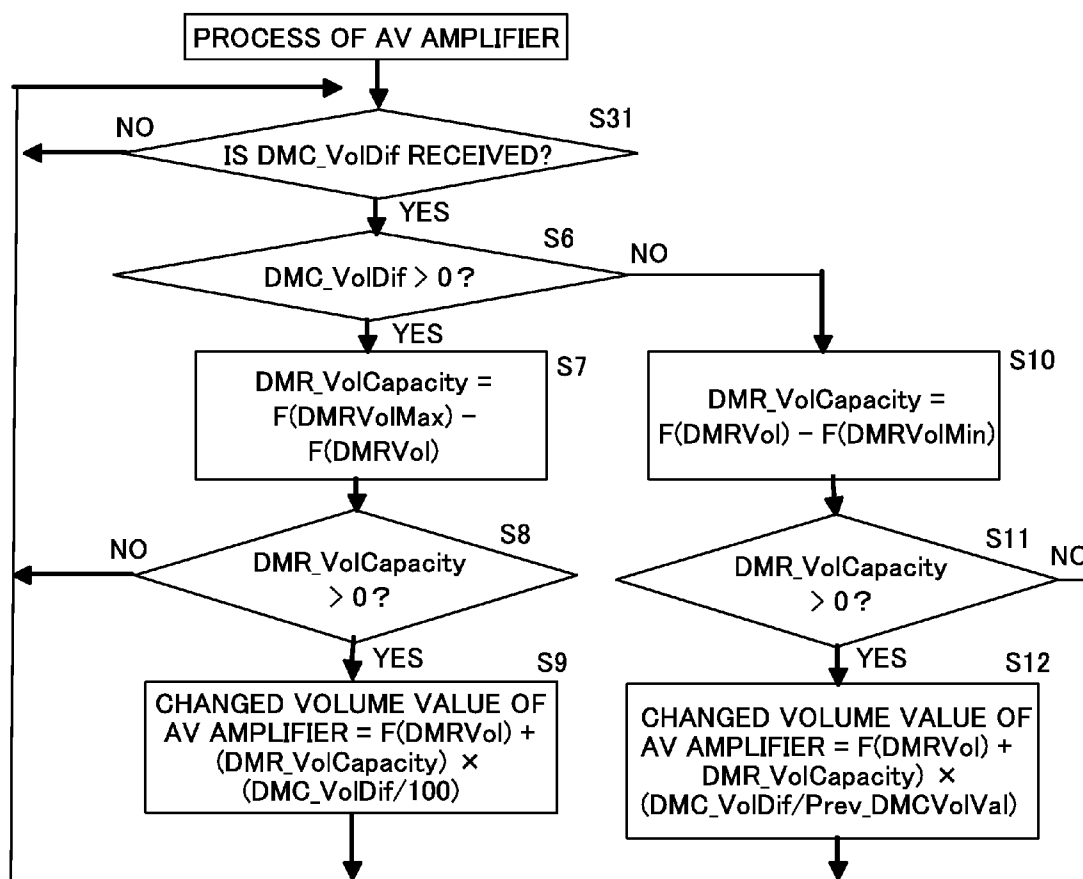 PROCESS OF AV AMPLIFIER
S31
NO
IS DMC_VolDif RECEIVED?
YES
S6
NO
DMC_VolDif > 0?
YES
S7
DMR_VolCapacity =
F(DMRVolMax) −
F(DMRVol)
S10
DMR_VolCapacity =
F(DMRVol) − F(DMRVolMin)
S8
NO
DMR_VolCapacity
> 0?
YES
S11
NO
DMR_VolCapacity
> 0?
YES
S9
CHANGED VOLUME VALUE OF
AV AMPLIFIER = F(DMRVol) +
(DMR_VolCapacity) ×
(DMC_VolDif/100)
S12
CHANGED VOLUME VALUE OF
AV AMPLIFIER = F(DMRVol) +
DMR_VolCapacity) ×
(DMC_VolDif/Prev_DMCVolVal)